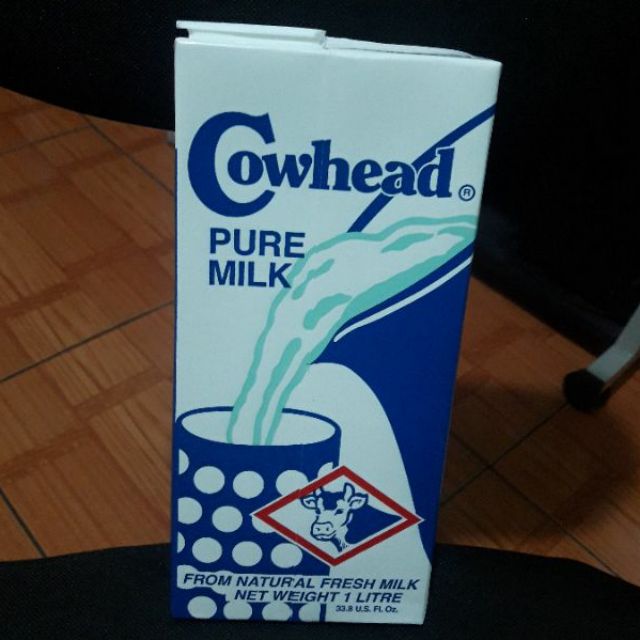 Cowhead ®
PURE
MILK
FROM NATURAL FRESH MILK
NET WEIGHT 1 LITRE
33.8 U.S. Fl. Oz.